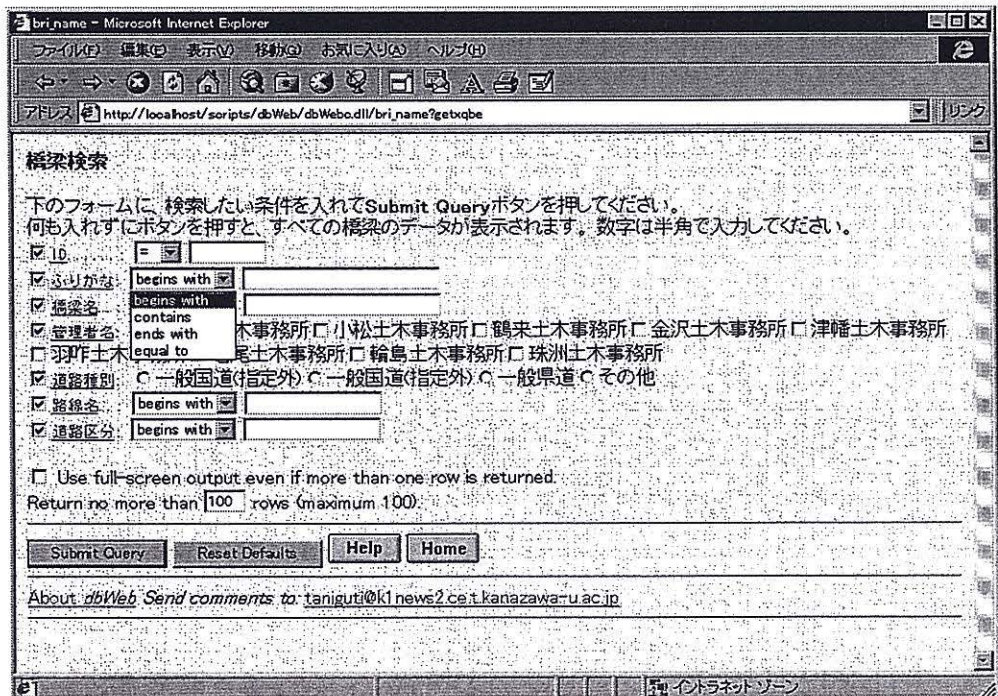 bri_name - Microsoft Internet Explorer
ファイル(F) 編集(E) 表示(V) 移動(G) お気に入り(A) ヘルプ(H)
アドレス http://localhost/scripts/dbWeb/dbWebc.dll/bri_name?getxqbe リンク
橋梁検索
下のフォームに、検索したい条件を入れてSubmit Queryボタンを押してください。
何も入れずにボタンを押すと、すべての橋梁のデータが表示されます。数字は半角で入力してください。
ID =
ふりがな: begins with
橋梁名
begins with
contains
ends with
equal to
管理者名: 木事務所 小松土木事務所 鶴来土木事務所 金沢土木事務所 津幡土木事務所
羽咋土木 尾土木事務所 輪島土木事務所 珠洲土木事務所
道路種別: 一般国道(指定外) 一般国道(指定外) 一般県道 その他
路線名: begins with
道路区分: begins with
Use full-screen output even if more than one row is returned.
Return no more than 100 rows (maximum 100).
Submit Query Reset Defaults Help Home
About dbWeb Send comments to: taniguti@k1news2.ce.t.kanazawa-u.ac.jp
イントラネット ゾーン